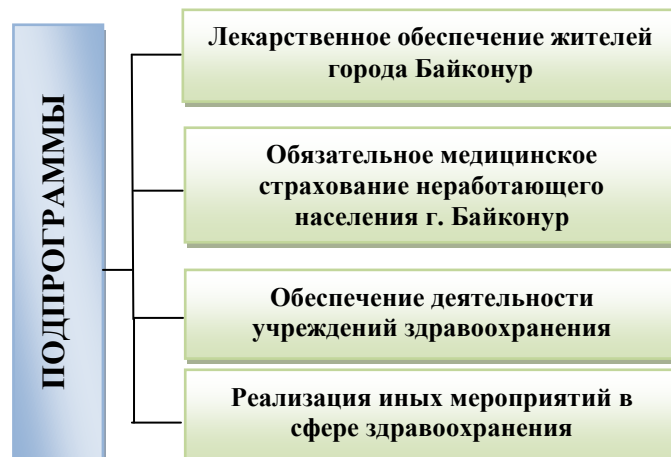 ПОДПРОГРАММЫ
Лекарственное обеспечение жителей
города Байконур
Обязательное медицинское
страхование неработающего
населения г. Байконур
Обеспечение деятельности
учреждений здравоохранения
Реализация иных мероприятий в
сфере здравоохранения